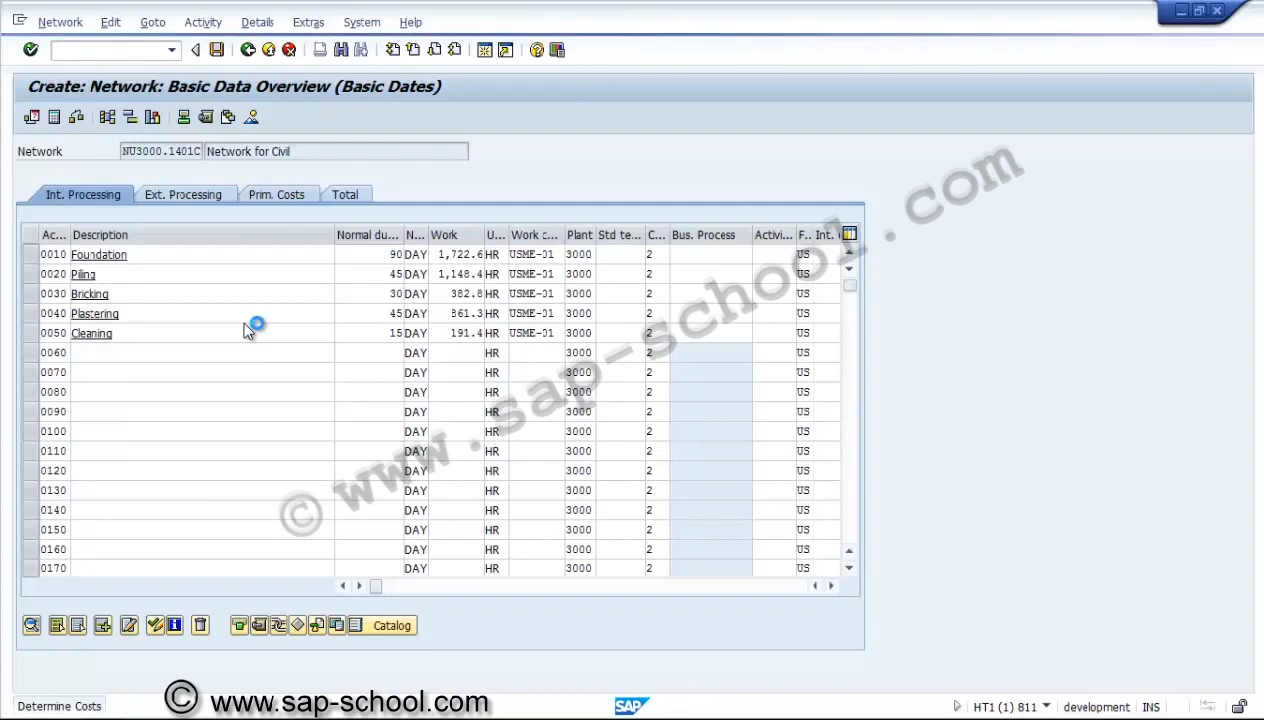 Network Edit Goto Activity Details Extras System Help
Create: Network: Basic Data Overview (Basic Dates)
Network NU3000.1401C Network for Civil
Int. Processing Ext. Processing Prim. Costs Total
Ac... Description Normal du... N... Work U... Work c... Plant Std te... C... Bus. Process Activi... F.. Int.
0010 Foundation 90 DAY 1,722.6 HR USME-01 3000 2 US
0020 Piling 45 DAY 1,148.4 HR USME-01 3000 2 US
0030 Bricking 30 DAY 382.8 HR USME-01 3000 2 US
0040 Plastering 45 DAY 861.3 HR USME-01 3000 2 US
0050 Cleaning 15 DAY 191.4 HR USME-01 3000 2 US
0060 DAY HR 3000 2 US
0070 DAY HR 3000 2 US
0080 DAY HR 3000 2 US
0090 DAY HR 3000 2 US
0100 DAY HR 3000 2 US
0110 DAY HR 3000 2 US
0120 DAY HR 3000 2 US
0130 DAY HR 3000 2 US
0140 DAY HR 3000 2 US
0150 DAY HR 3000 2 US
0160 DAY HR 3000 2 US
0170 DAY HR 3000 2 US
© www.sap-school.com
Catalog
Determine Costs © www.sap-school.com SAP HT1 (1) 811 development INS